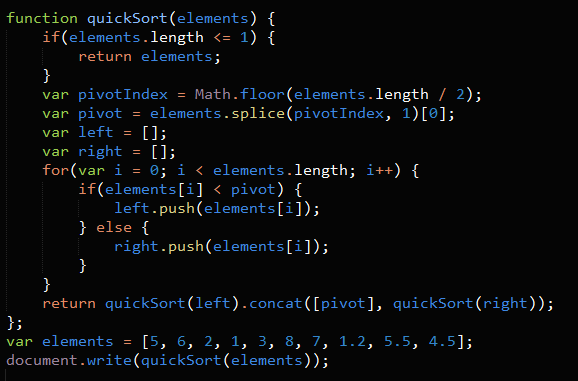 function quickSort(elements) {
    if(elements.length <= 1) {
        return elements;
    }
    var pivotIndex = Math.floor(elements.length / 2);
    var pivot = elements.splice(pivotIndex, 1)[0];
    var left = [];
    var right = [];
    for(var i = 0; i < elements.length; i++) {
        if(elements[i] < pivot) {
            left.push(elements[i]);
        } else {
            right.push(elements[i]);
        }
    }
    return quickSort(left).concat([pivot], quickSort(right));
};
var elements = [5, 6, 2, 1, 3, 8, 7, 1.2, 5.5, 4.5];
document.write(quickSort(elements));